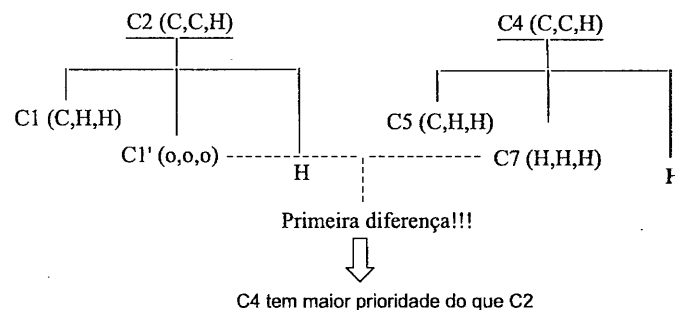 C2 (C,C,H) C4 (C,C,H)
C1 (C,H,H) C5 (C,H,H)
C1' (o,o,o) H C7 (H,H,H) H
Primeira diferença!!!
C4 tem maior prioridade do que C2